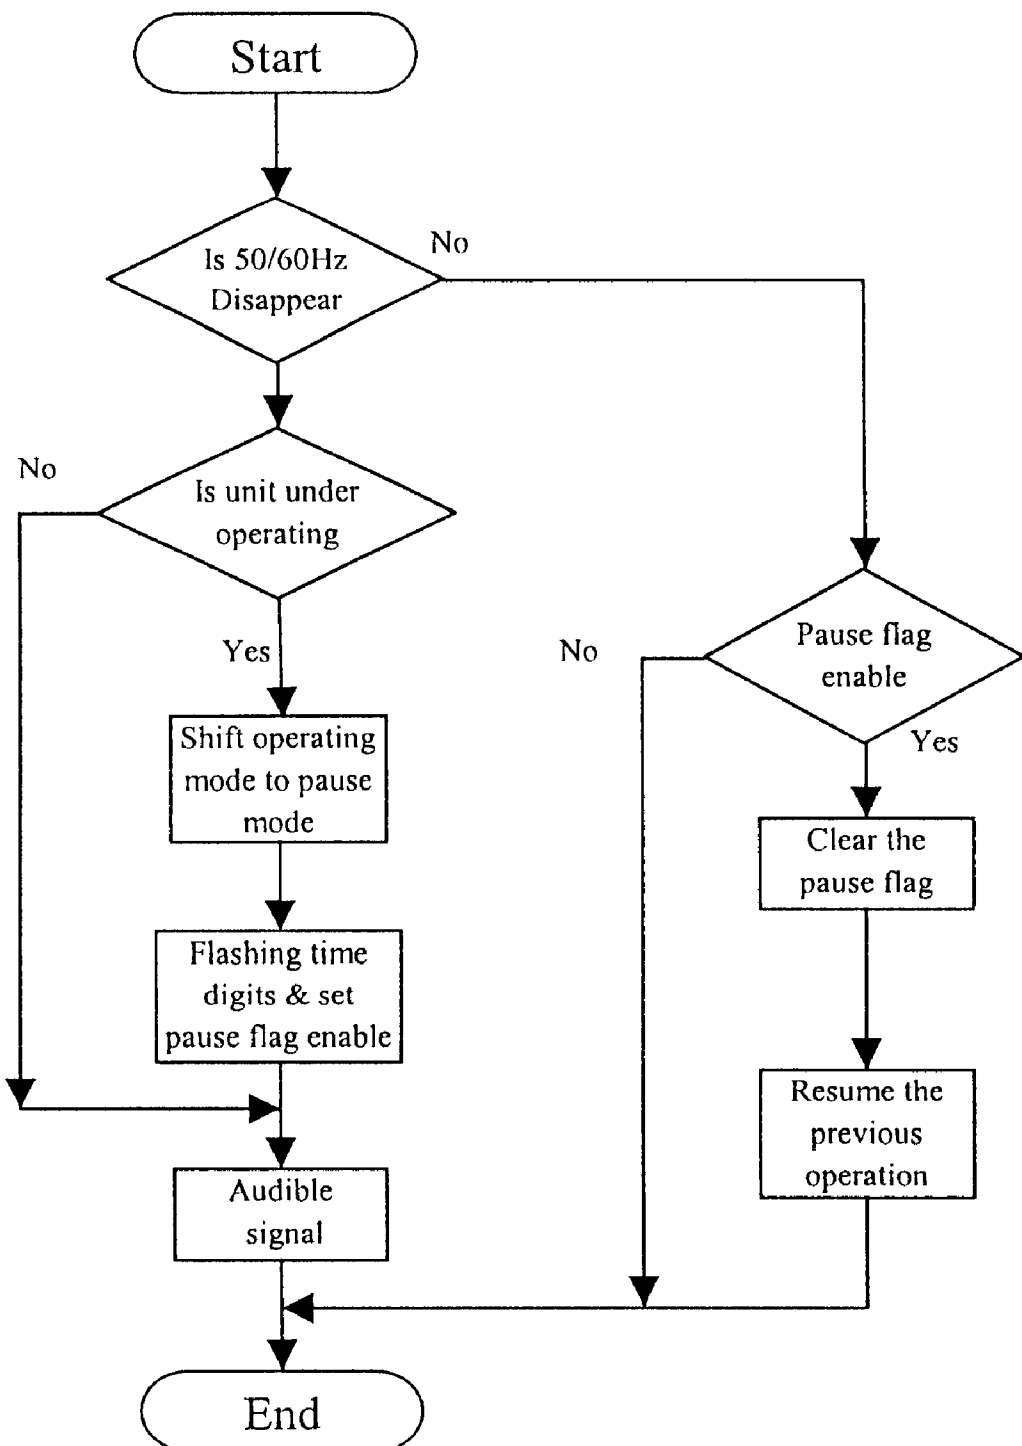 Start
Is 50/60Hz
Disappear
No
Is unit under
operating
No
Yes
Shift operating
mode to pause
mode
Flashing time
digits & set
pause flag enable
Audible
signal
End
Pause flag
enable
No
Yes
Clear the
pause flag
Resume the
previous
operation